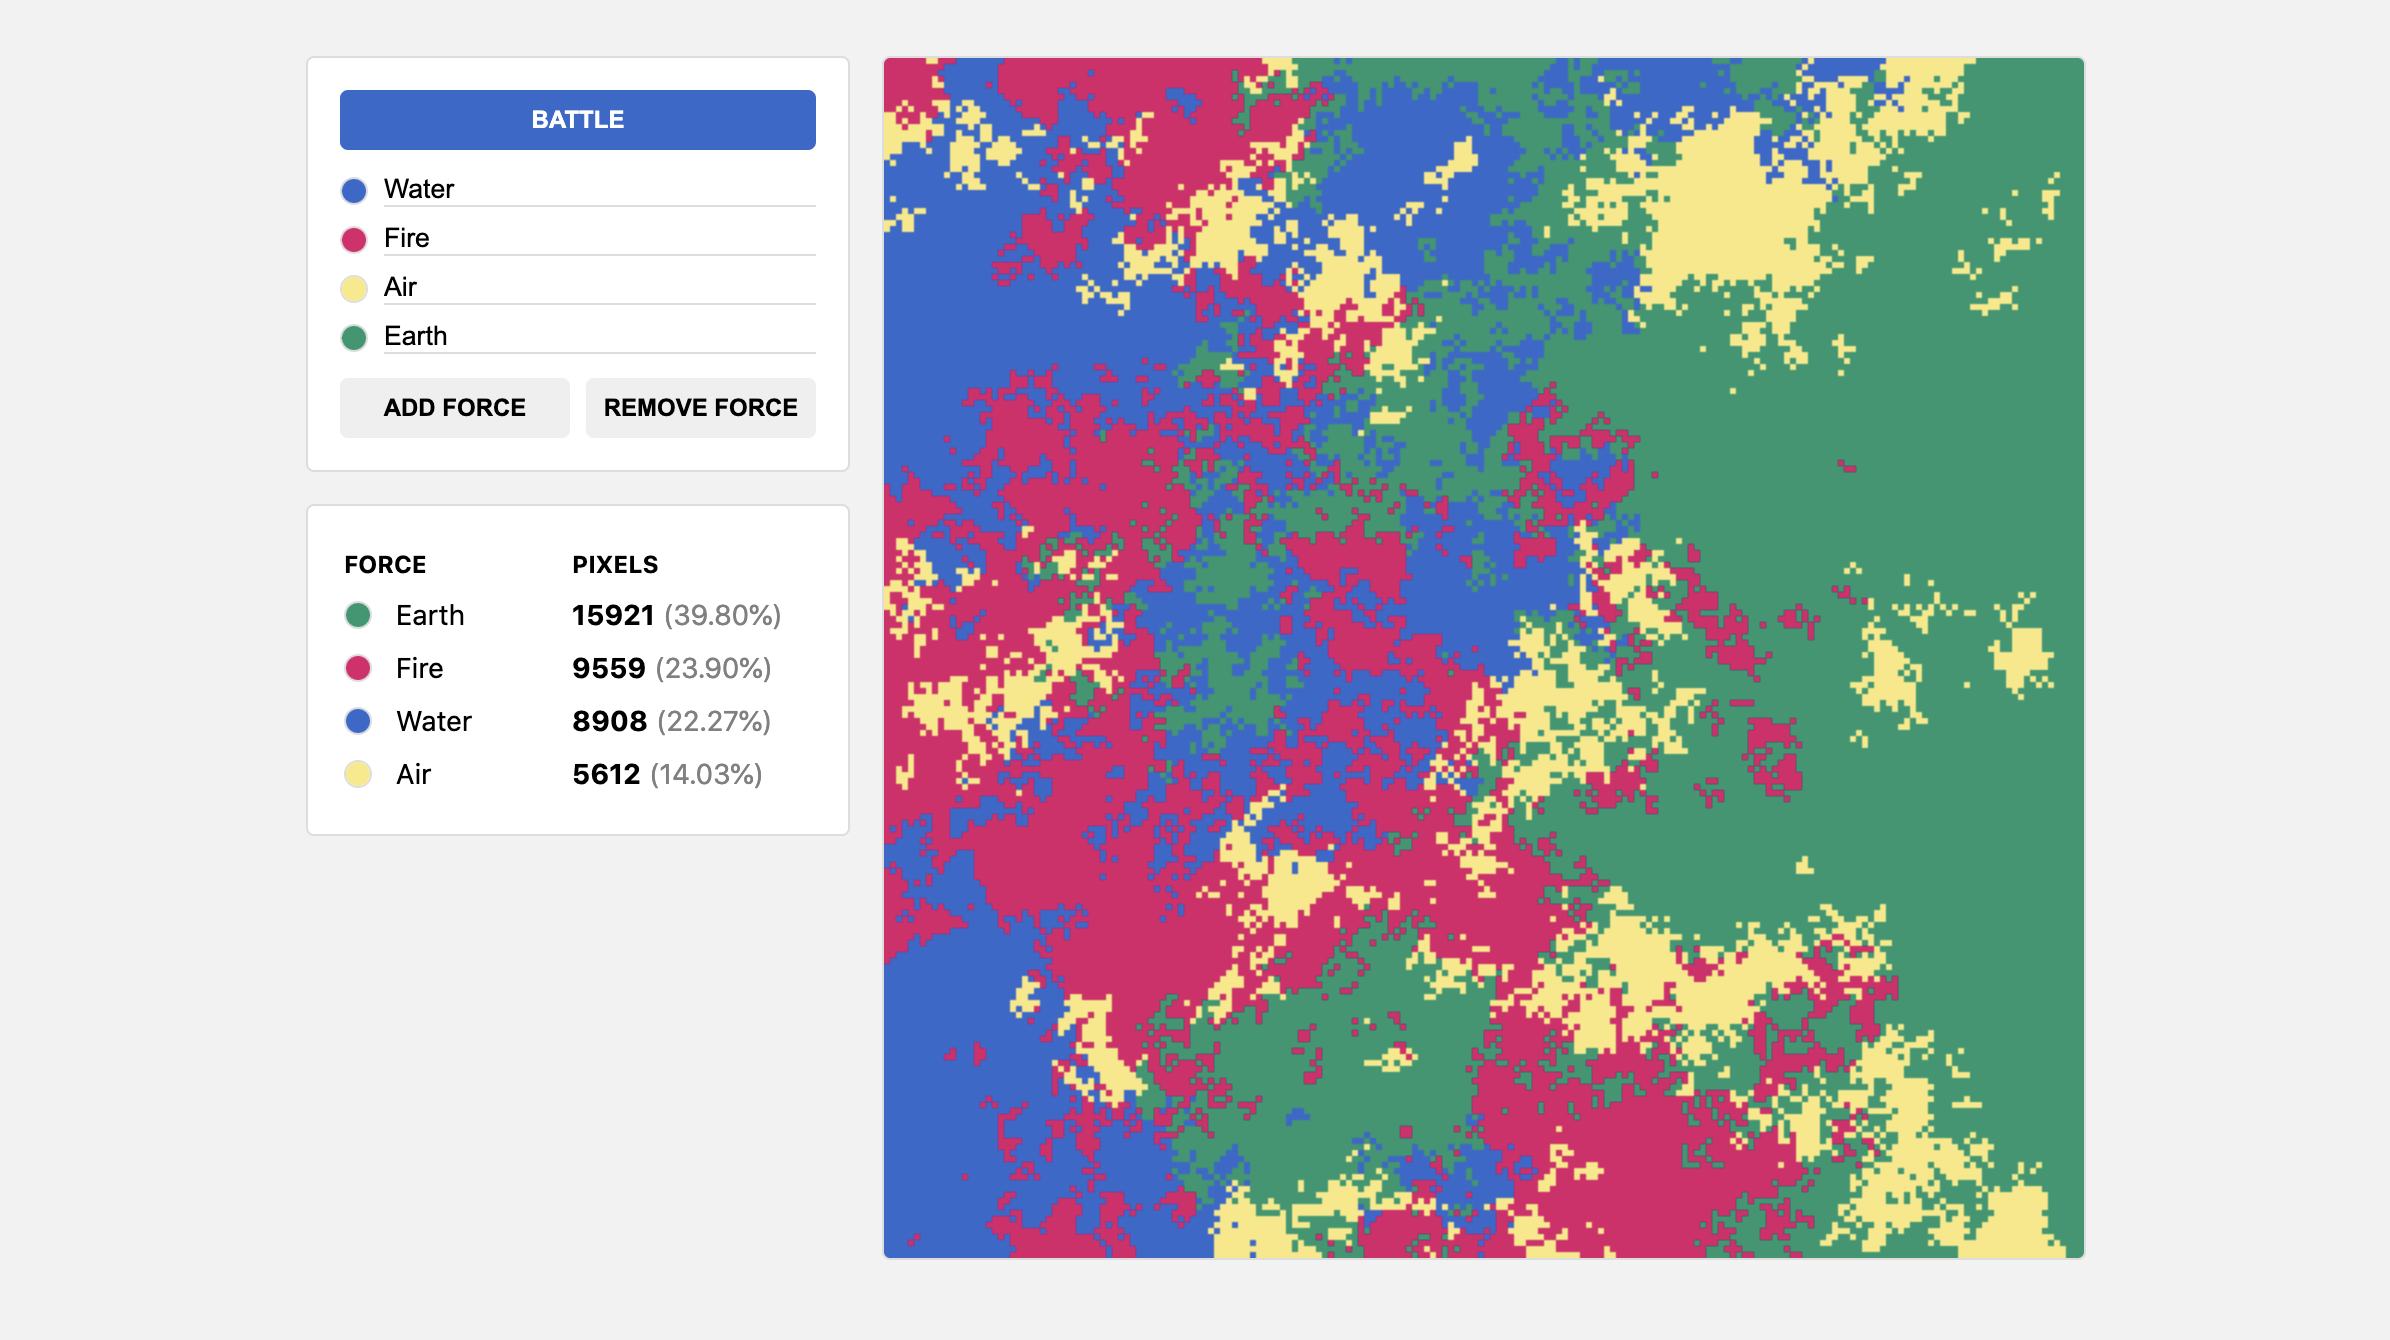 BATTLE
Water
Fire
Air
Earth
ADD FORCE REMOVE FORCE
FORCE PIXELS
Earth 15921 (39.80%)
Fire 9559 (23.90%)
Water 8908 (22.27%)
Air 5612 (14.03%)